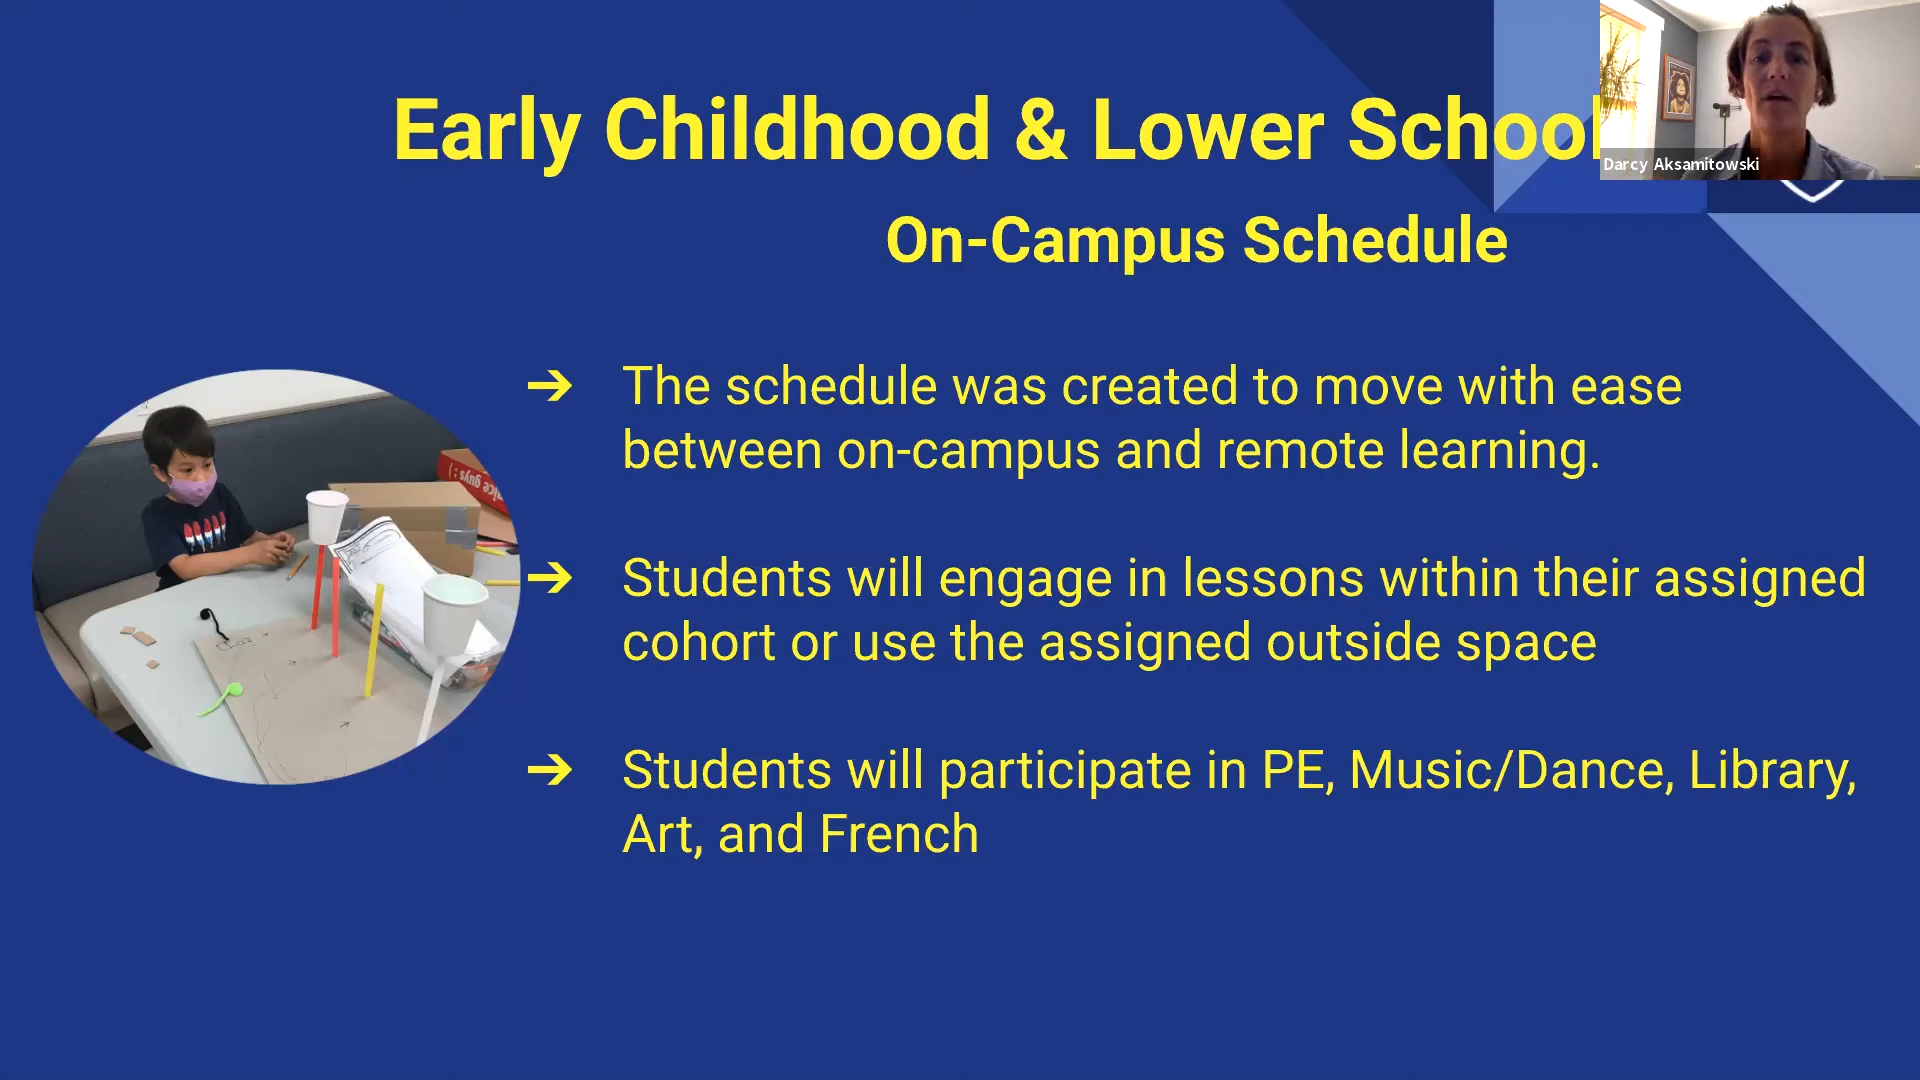 Early Childhood & Lower School
Darcy Aksamitowski
On-Campus Schedule
➔ The schedule was created to move with ease
between on-campus and remote learning.
➔ Students will engage in lessons within their assigned
cohort or use the assigned outside space
➔ Students will participate in PE, Music/Dance, Library,
Art, and French
nice guys :)